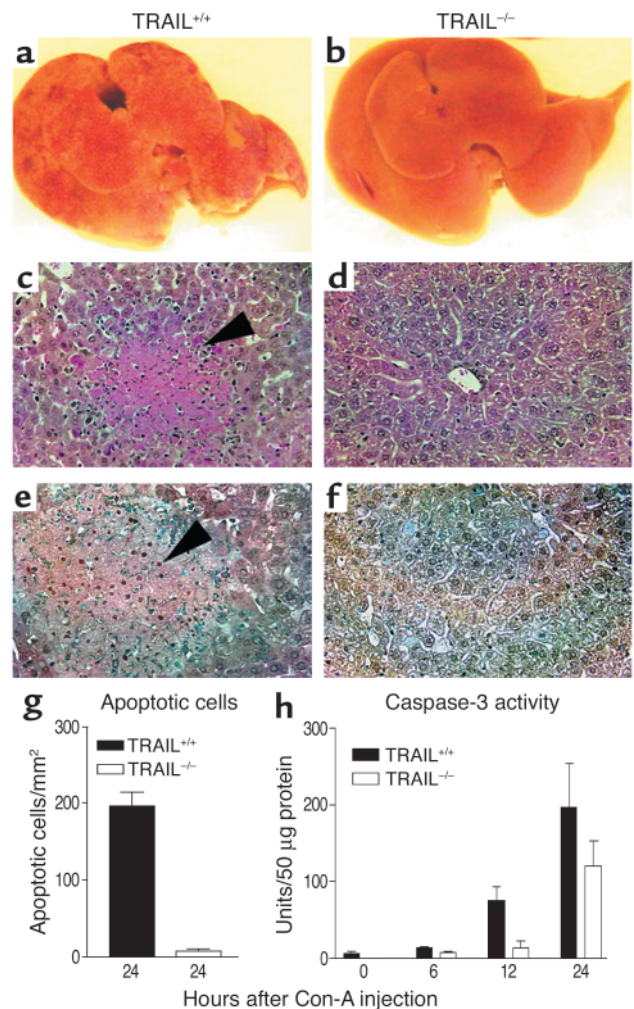 TRAIL+/+ TRAIL−/−
a b
c d
e f
g Apoptotic cells
300
200
100
0
Apoptotic cells/mm²
TRAIL+/+
TRAIL−/−
24 24
h Caspase-3 activity
300
200
100
0
Units/50 μg protein
TRAIL+/+
TRAIL−/−
0 6 12 24
Hours after Con-A injection